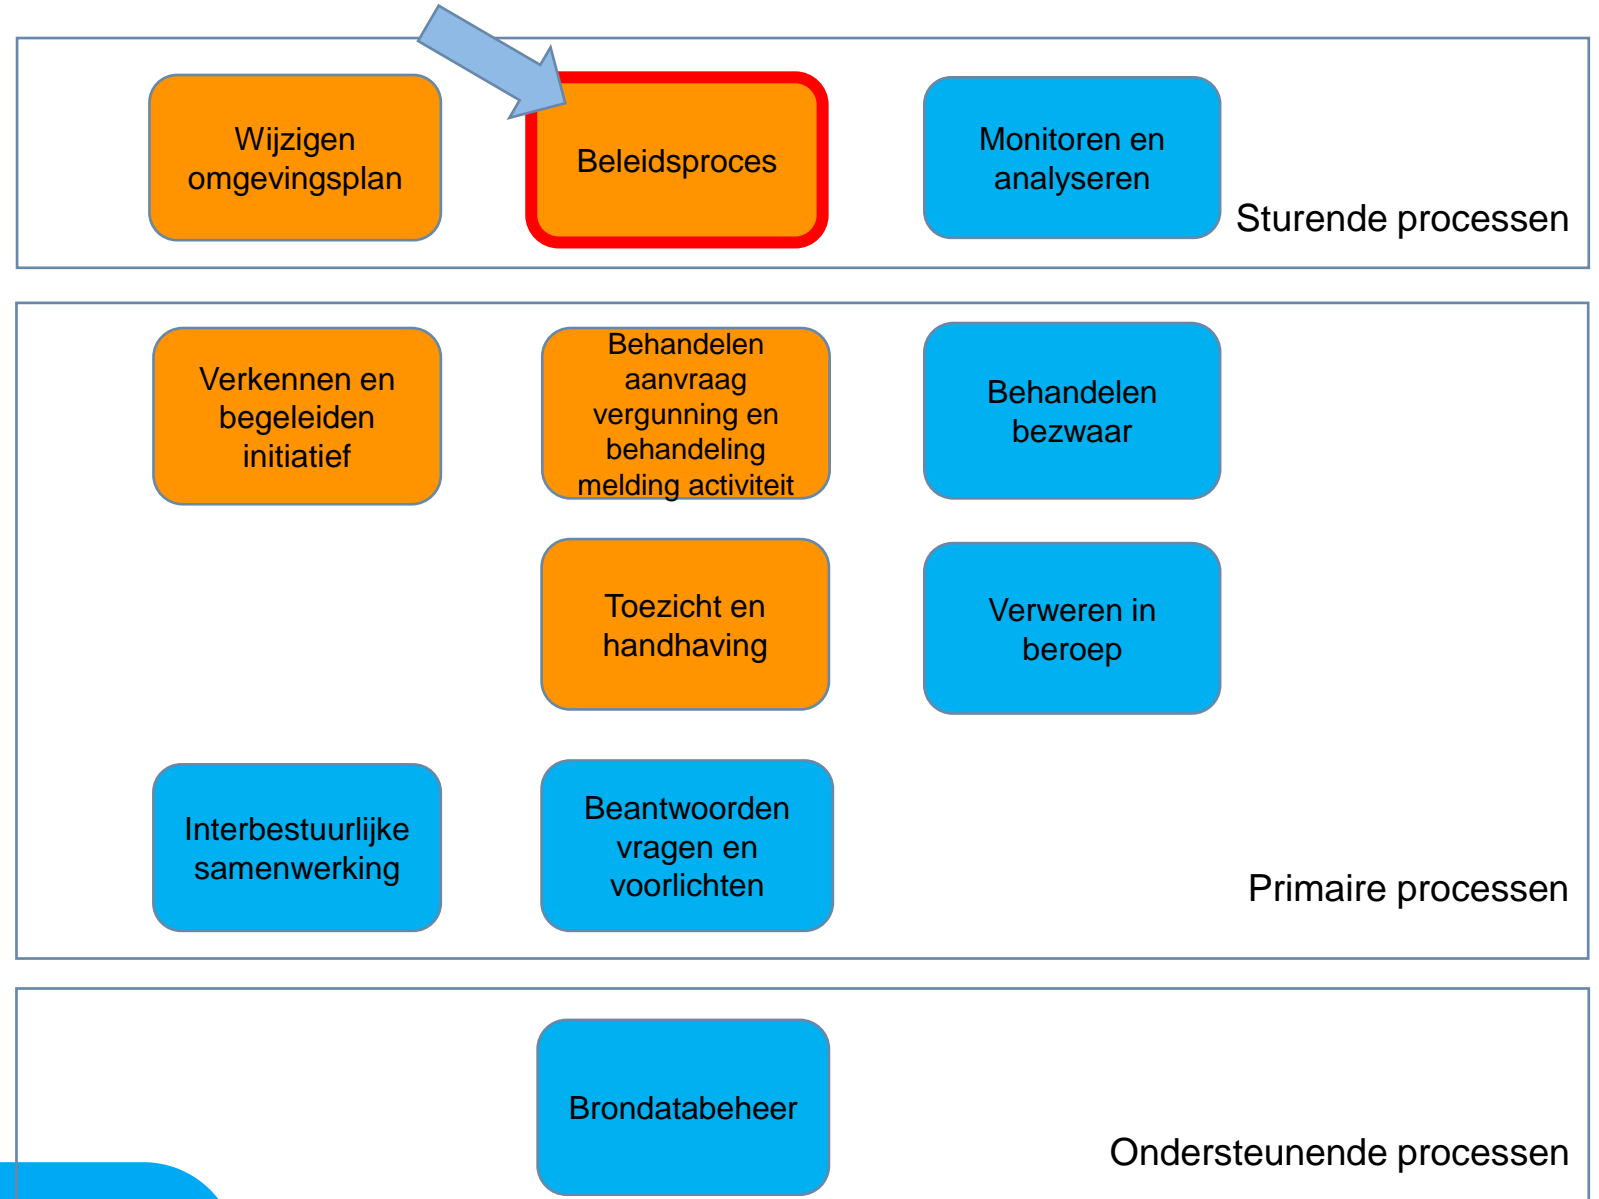 Wijzigen
omgevingsplan
Beleidsproces
Monitoren en
analyseren
Sturende processen
Verkennen en
begeleiden
initiatief
Behandelen
aanvraag
vergunning en
behandeling
melding activiteit
Behandelen
bezwaar
Toezicht en
handhaving
Verweren in
beroep
Interbestuurlijke
samenwerking
Beantwoorden
vragen en
voorlichten
Primaire processen
Brondatabeheer
Ondersteunende processen